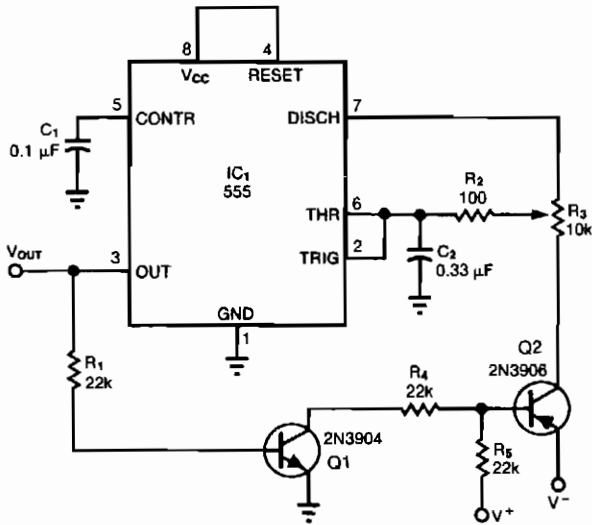 8
4
VCC
RESET
5
7
CONTR
DISCH
C1
0.1 µF
IC1
555
R2
100
6
THR
R3
10k
C2
0.33 µF
2
TRIG
VOUT
3
OUT
GND
1
R1
22k
Q2
2N3906
R4
22k
2N3904
Q1
R5
22k
V+
V−